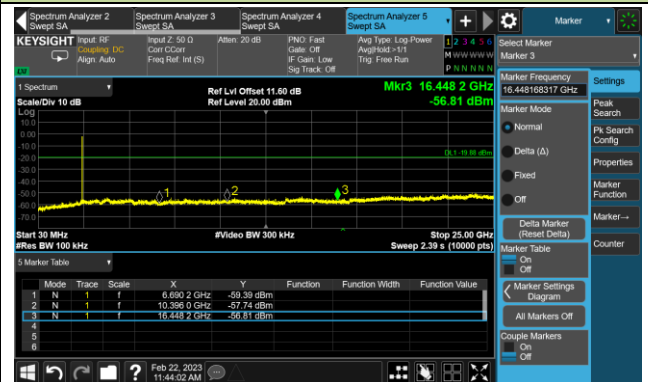 Spectrum Analyzer 2
Swept SA
Spectrum Analyzer 3
Swept SA
Spectrum Analyzer 4
Swept SA
Spectrum Analyzer 5
Swept SA
Marker
KEYSIGHT
Input: RF
Coupling: DC
Align: Auto
Input Z: 50 Ω
Corr CCorr
Freq Ref: Int (S)
Atten: 20 dB
PNO: Fast
Gate: Off
IF Gain: Low
Sig Track: Off
Avg Type: Log-Power
Avg|Hold:>1/1
Trig: Free Run
1 2 3 4 5 6
M W W W W W
P N N N N N
Select Marker
Marker 3
1 Spectrum
Scale/Div 10 dB
Ref Lvl Offset 11.60 dB
Ref Level 20.00 dBm
Mkr3 16.448 2 GHz
-56.81 dBm
Log
10.0
0.00
-10.0
-20.0
-30.0
-40.0
-50.0
-60.0
-70.0
1
2
3
Start 30 MHz
#Res BW 100 kHz
#Video BW 300 kHz
Stop 25.00 GHz
Sweep 2.39 s (10000 pts)
5 Marker Table
Mode Trace Scale X Y Function Function Width Function Value
1 N 1 f 6.690 2 GHz -59.39 dBm
2 N 1 f 10.396 0 GHz -57.74 dBm
3 N 1 f 16.448 2 GHz -56.81 dBm
4
5
6
Marker Frequency
16.448168317 GHz
Marker Mode
Normal
Delta (Δ)
Fixed
Off
Delta Marker
(Reset Delta)
Marker Table
On
Off
Marker Settings
Diagram
All Markers Off
Couple Markers
On
Off
Settings
Peak
Search
Pk Search
Config
Properties
Marker
Function
Marker→
Counter
Feb 22, 2023
11:44:02 AM